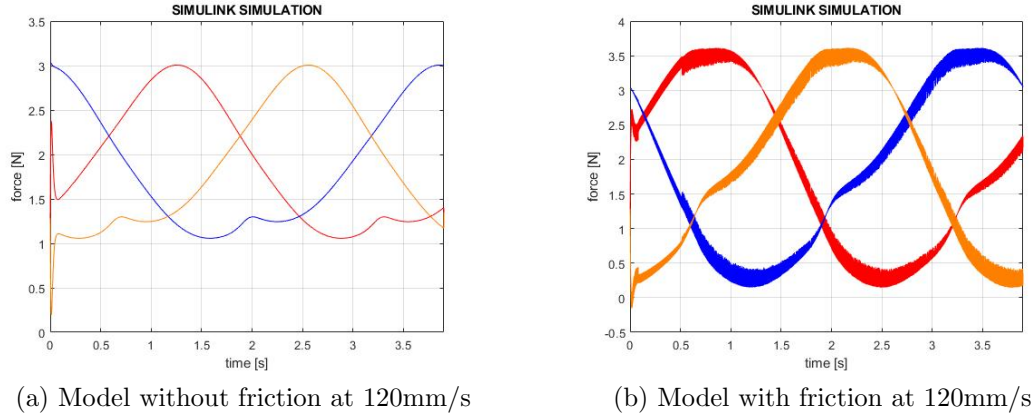 SIMULINK SIMULATION
3.5
3
2.5
2
1.5
1
0.5
0
force [N]
0 0.5 1 1.5 2 2.5 3 3.5
time [s]
(a) Model without friction at 120mm/s
SIMULINK SIMULATION
4
3.5
3
2.5
2
1.5
1
0.5
0
-0.5
force [N]
0 0.5 1 1.5 2 2.5 3 3.5
time [s]
(b) Model with friction at 120mm/s